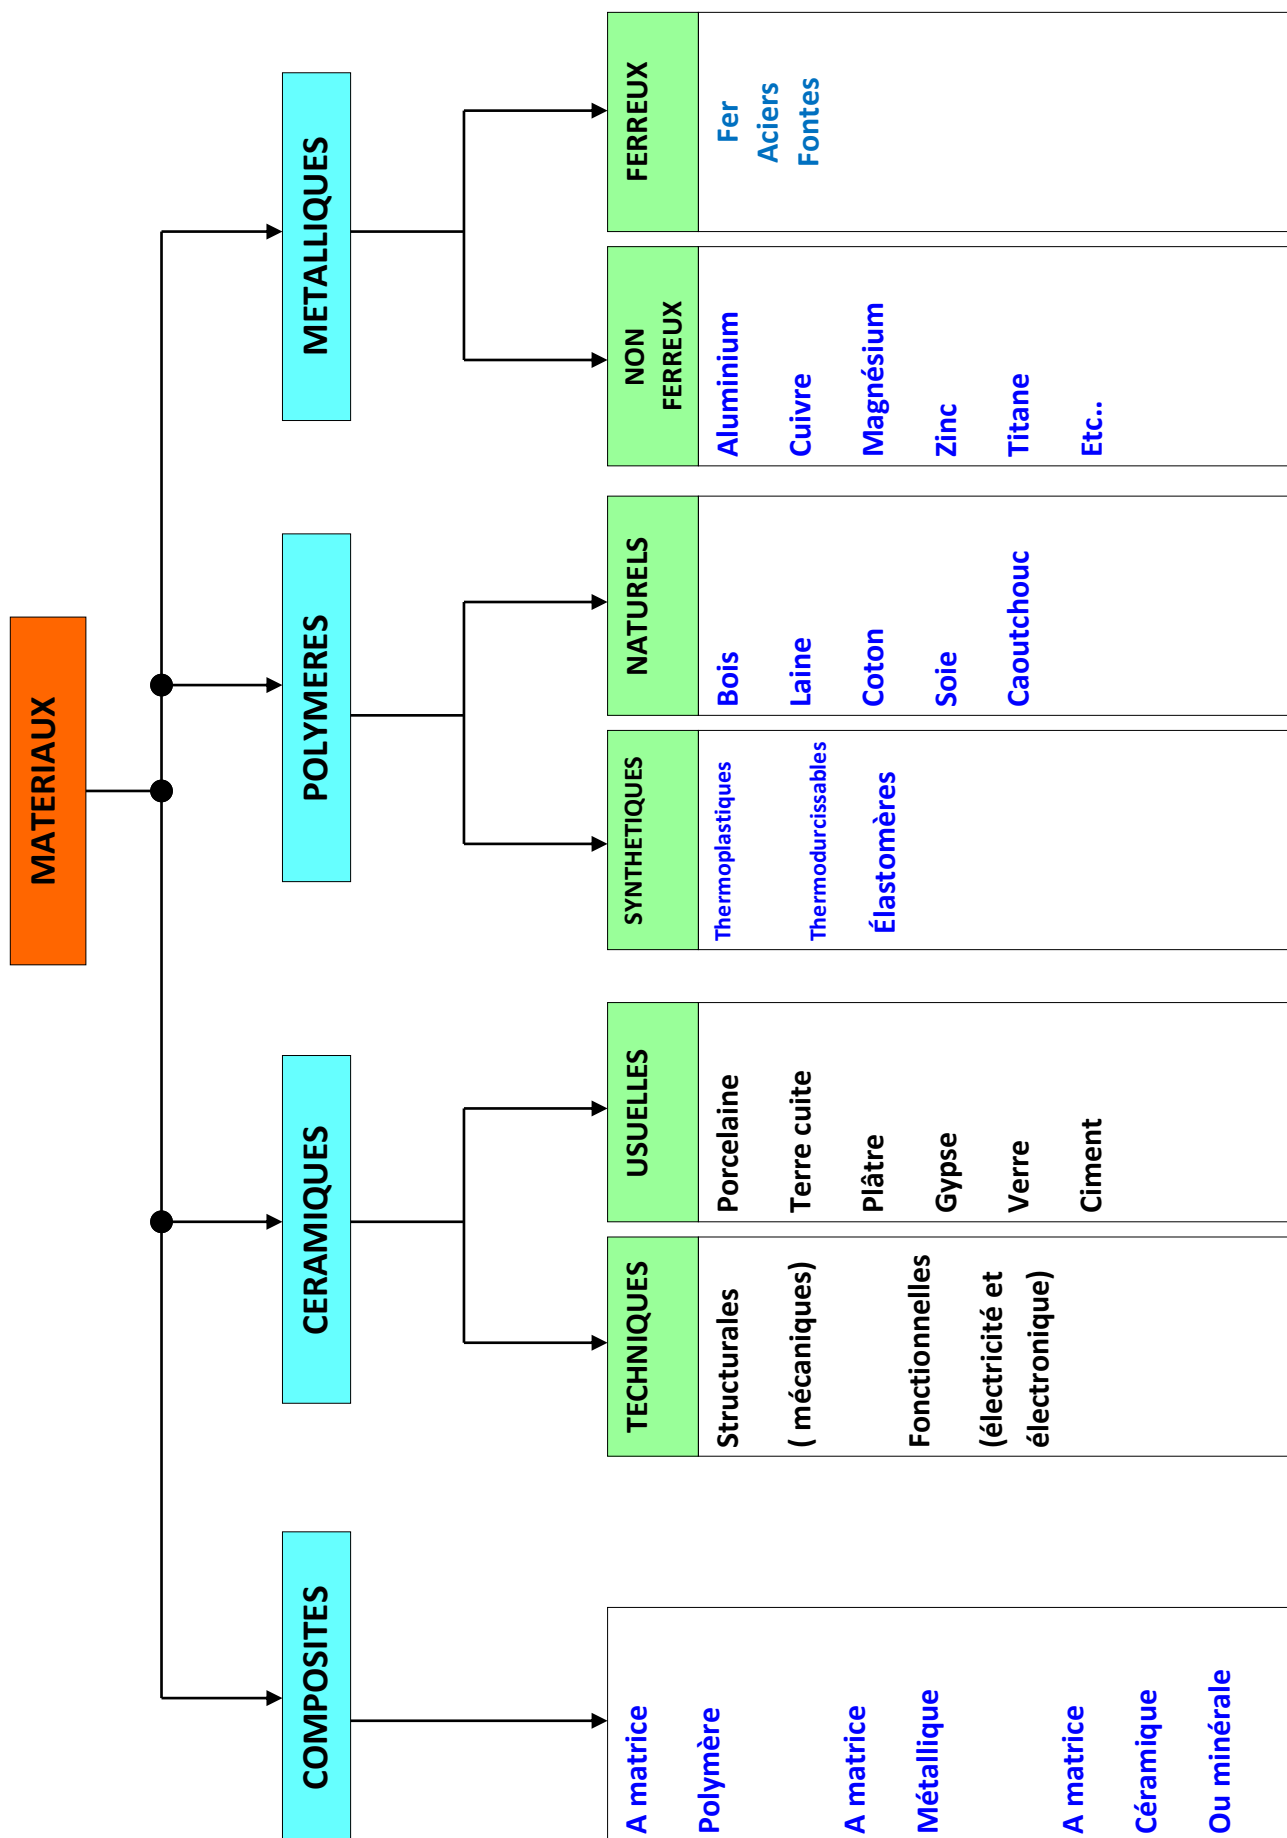 MATERIAUX
COMPOSITES
CERAMIQUES
POLYMERES
METALLIQUES
A matrice
Polymère
A matrice
Métallique
A matrice
Céramique
Ou minérale
TECHNIQUES
Structurales
( mécaniques)
Fonctionnelles
(électricité et
électronique)
USUELLES
Porcelaine
Terre cuite
Plâtre
Gypse
Verre
Ciment
SYNTHETIQUES
Thermoplastiques
Thermodurcissables
Élastomères
NATURELS
Bois
Laine
Coton
Soie
Caoutchouc
NON
FERREUX
Aluminium
Cuivre
Magnésium
Zinc
Titane
Etc..
FERREUX
Fer
Aciers
Fontes